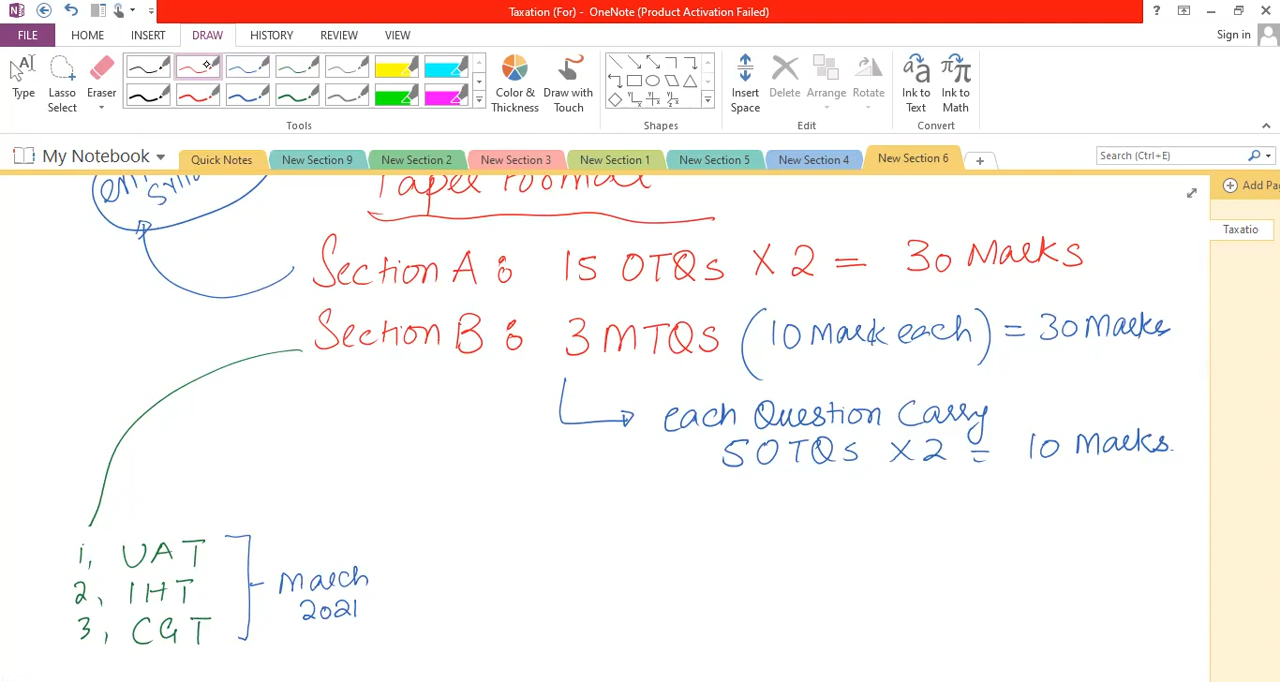 Taxation (For) - OneNote (Product Activation Failed)
?
FILE HOME INSERT DRAW HISTORY REVIEW VIEW
Sign in
Type
Lasso Select
Eraser
Color & Thickness
Draw with Touch
Insert Space
Delete
Arrange
Rotate
Ink to Text
Ink to Math
Tools
Shapes
Edit
Convert
My Notebook
Quick Notes
New Section 9
New Section 2
New Section 3
New Section 1
New Section 5
New Section 4
New Section 6
Search (Ctrl+E)
Add Pa
Taxatio
Paper Format
Section A : 15 OTQs X 2 = 30 Marks
Section B : 3 MTQs (10 Mark each) = 30 Marks
each Question Carry
5 OTQs X 2 = 10 Marks.
1, UAT
2, IHT
3, CGT
March
2021